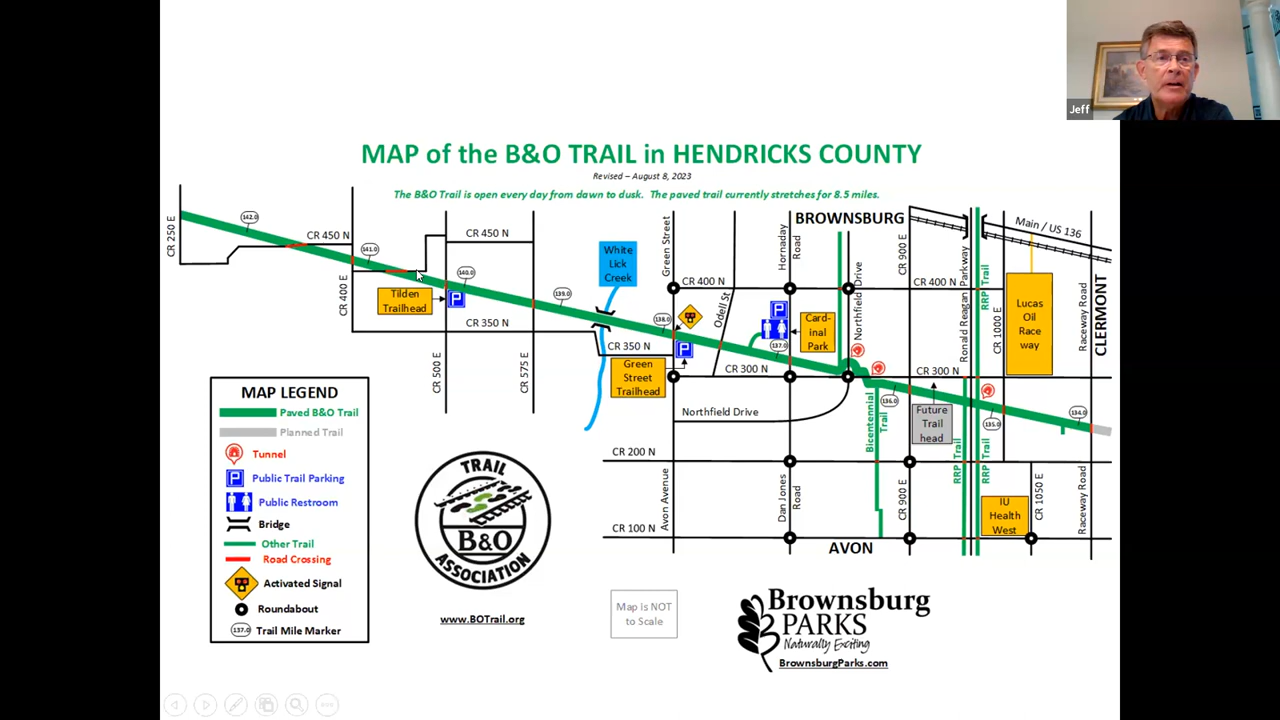 Jeff
MAP of the B&O TRAIL in HENDRICKS COUNTY
Revised – August 8, 2023
The B&O Trail is open every day from dawn to dusk. The paved trail currently stretches for 8.5 miles.
CR 250 E
142.0
CR 450 N
141.0
CR 400 E
CR 450 N
140.0
Tilden
Trailhead
P
CR 350 N
CR 500 E
CR 575 E
139.0
White
Lick
Creek
Green Street
138.0
CR 400 N
Odell St
P
CR 350 N
Green
Street
Trailhead
Hornaday
Road
BROWNSBURG
P
Card-
inal
Park
137.0
CR 300 N
Northfield Drive
CR 900 E
CR 400 N
Ronald Reagan Parkway
RRP Trail
CR 1000 E
Main / US 136
Lucas
Oil
Race
way
Raceway Road
CLERMONT
CR 300 N
136.0
Future
Trail
head
135.0
134.0
Northfield Drive
Bicentennial
Trail
CR 200 N
RRP Trail
RRP Trail
Avon Avenue
Dan Jones
Road
CR 900 E
IU
Health
West
CR 1050 E
Raceway Road
CR 100 N
AVON
MAP LEGEND
Paved B&O Trail
Planned Trail
Tunnel
P
Public Trail Parking
Public Restroom
Bridge
Other Trail
Road Crossing
Activated Signal
Roundabout
137.0
Trail Mile Marker
TRAIL
B&O
ASSOCIATION
www.BOTrail.org
Map is NOT
to Scale
Brownsburg
PARKS
Naturally Exciting
BrownsburgParks.com